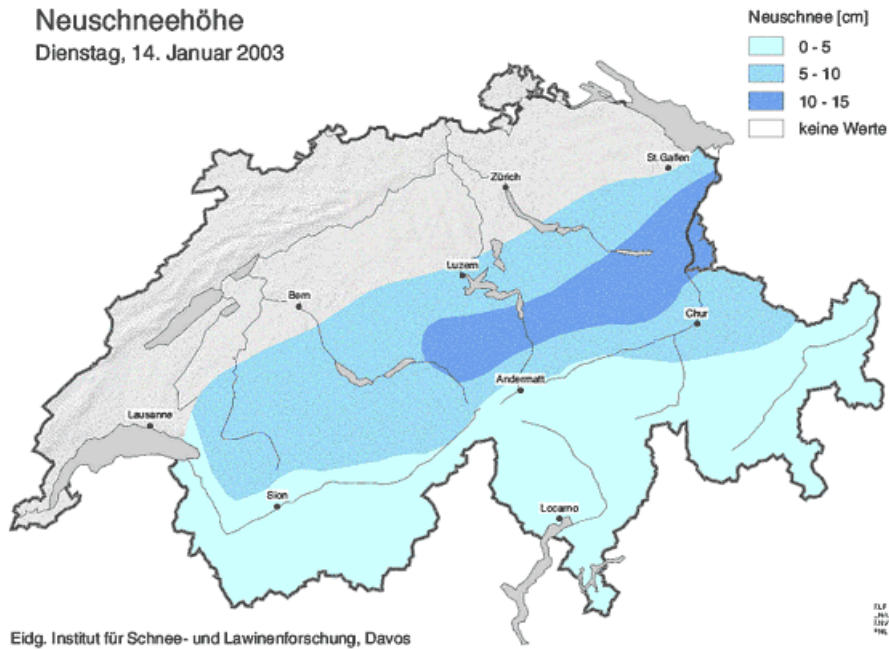 Neuschneehöhe
Dienstag, 14. Januar 2003
Neuschnee [cm]
0 - 5
5 - 10
10 - 15
keine Werte
St. Gallen
Zürich
Luzern
Bern
Chur
Andermatt
Lausanne
Sion
Locarno
Eidg. Institut für Schnee- und Lawinenforschung, Davos